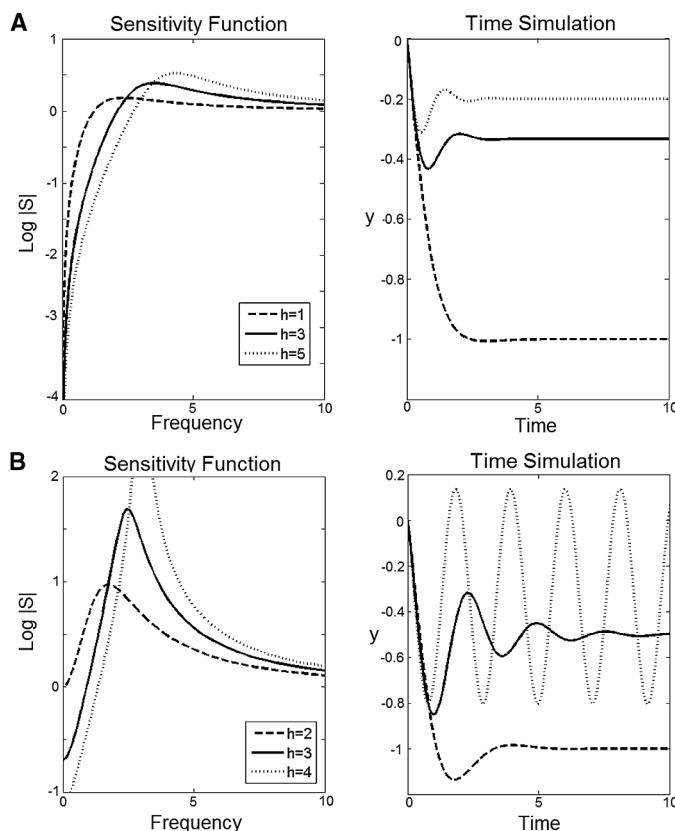 A
Sensitivity Function
1
0
-1
-2
-3
-4
Log |S|
h=1
h=3
h=5
0
5
10
Frequency
Time Simulation
0
-0.2
-0.4
-0.6
-0.8
-1
y
0
5
10
Time
B
Sensitivity Function
2
1
0
-1
Log |S|
h=2
h=3
h=4
0
5
10
Frequency
Time Simulation
0.2
0
-0.2
-0.4
-0.6
-0.8
-1
y
0
5
10
Time